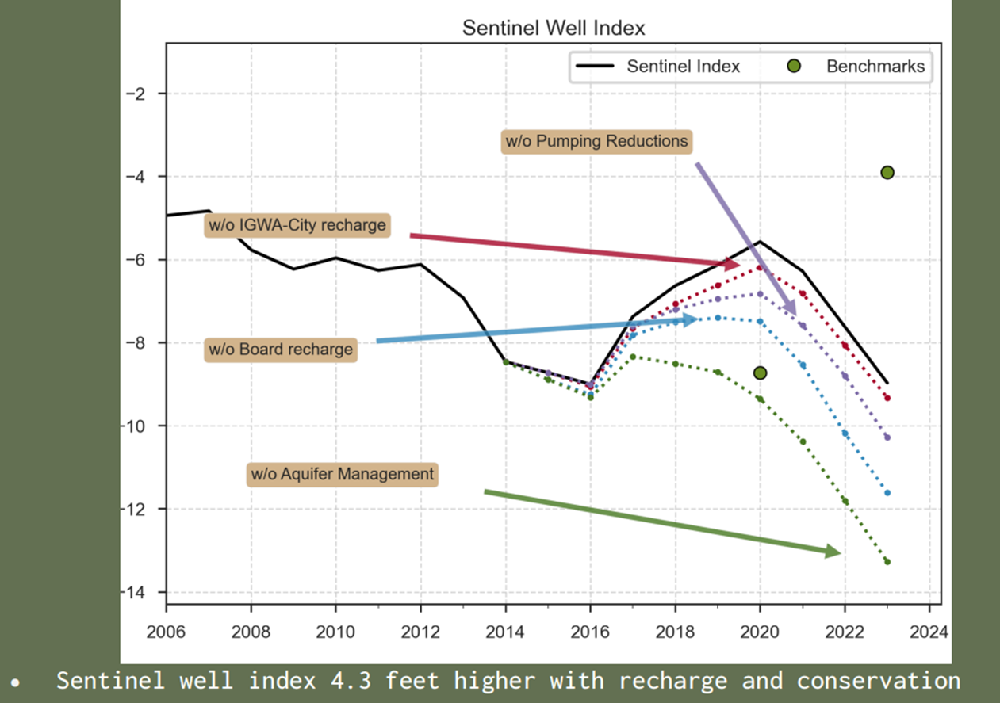 Sentinel Well Index
Sentinel Index
Benchmarks
−2
w/o Pumping Reductions
−4
w/o IGWA-City recharge
−6
−8
w/o Board recharge
−10
w/o Aquifer Management
−12
−14
2006 2008 2010 2012 2014 2016 2018 2020 2022 2024
• Sentinel well index 4.3 feet higher with recharge and conservation